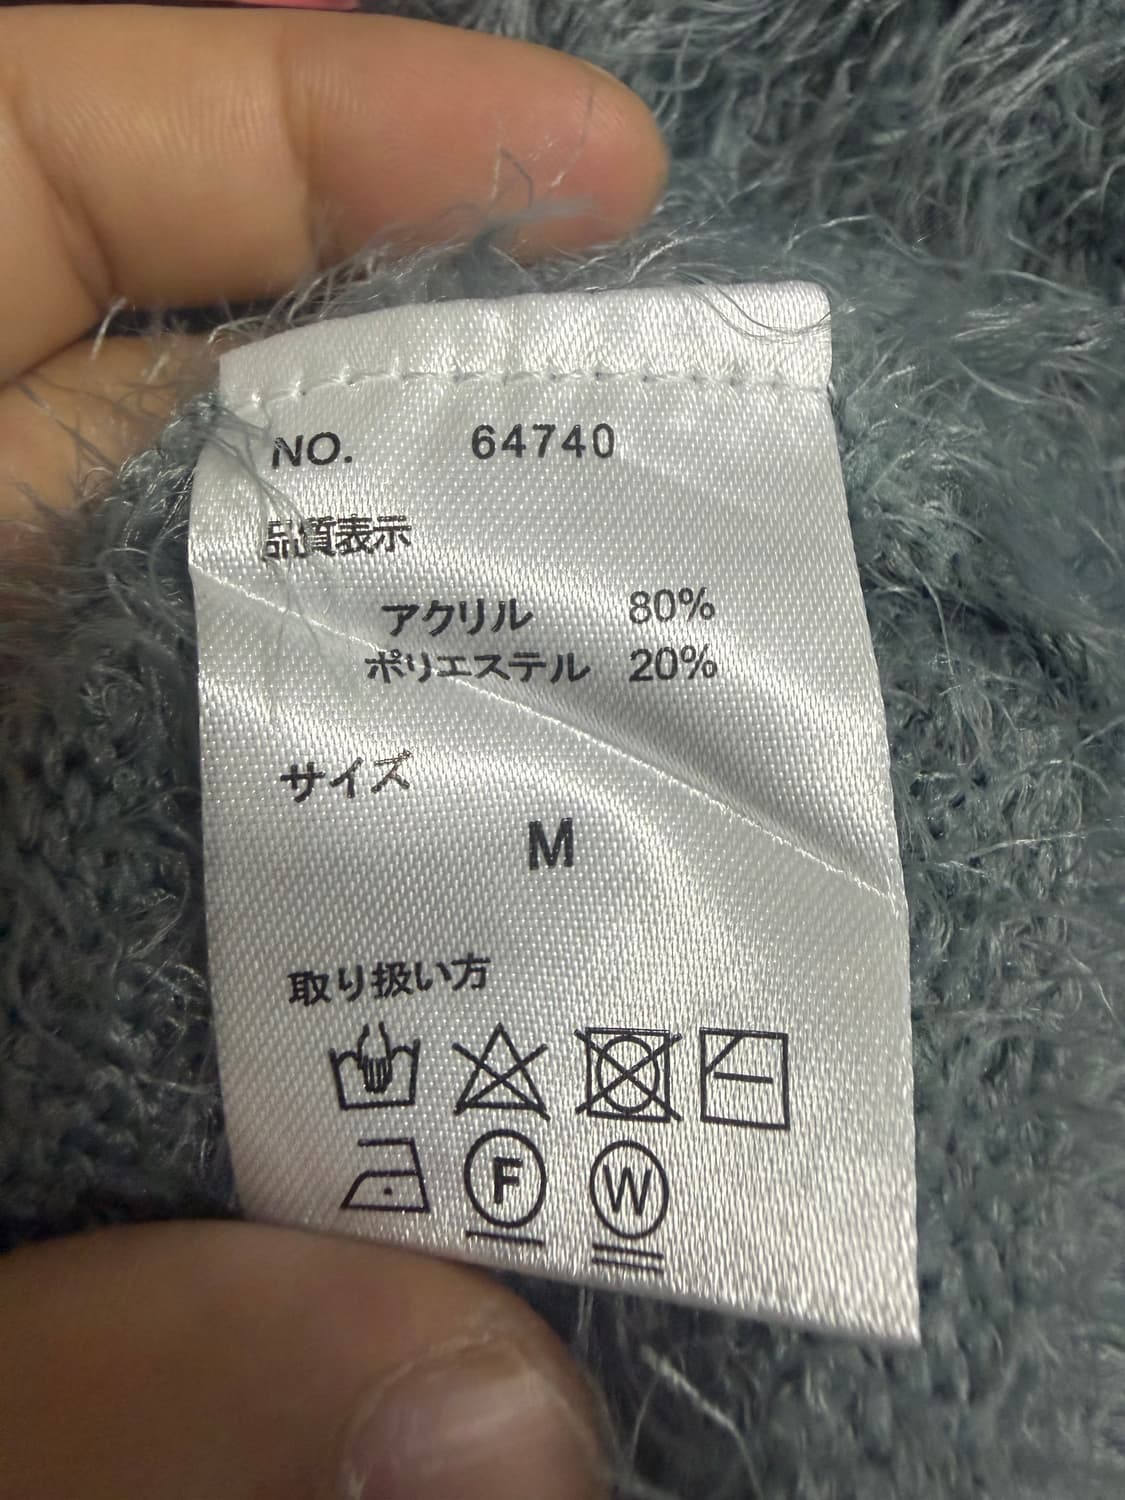 NO. 64740
品質表示
アクリル 80%
ポリエステル 20%
サイズ
M
取り扱い方
F W